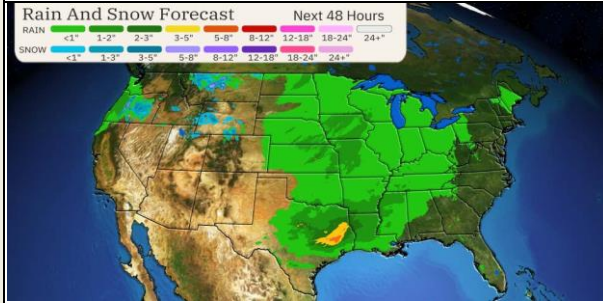 Rain And Snow Forecast Next 48 Hours
RAIN
<1" 1-2" 2-3" 3-5" 5-8" 8-12" 12-18" 18-24" 24+"
SNOW
<1" 1-3" 3-5" 5-8" 8-12" 12-18" 18-24" 24+"